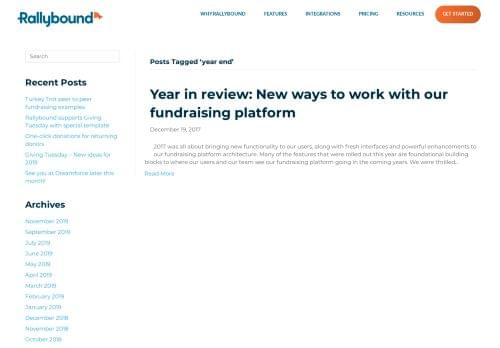 Rallybound
WHY RALLYBOUND
FEATURES
INTEGRATIONS
PRICING
RESOURCES
GET STARTED
Search
Recent Posts
Turkey Trot peer to peer
fundraising examples
Rallybound supports Giving
Tuesday with special template
One-click donations for returning
donors
Giving Tuesday – New ideas for
2019
See you at Dreamforce later this
month!
Archives
November 2019
September 2019
July 2019
June 2019
May 2019
April 2019
March 2019
February 2019
January 2019
December 2018
November 2018
October 2018
Posts Tagged ‘year end’
Year in review: New ways to work with our
fundraising platform
December 19, 2017
2017 was all about bringing new functionality to our users, along with fresh interfaces and powerful enhancements to
our fundraising platform architecture. Many of the features that were rolled out this year are foundational building
blocks to where our users and our team see our fundraising platform going in the coming years. We were thrilled...
Read More